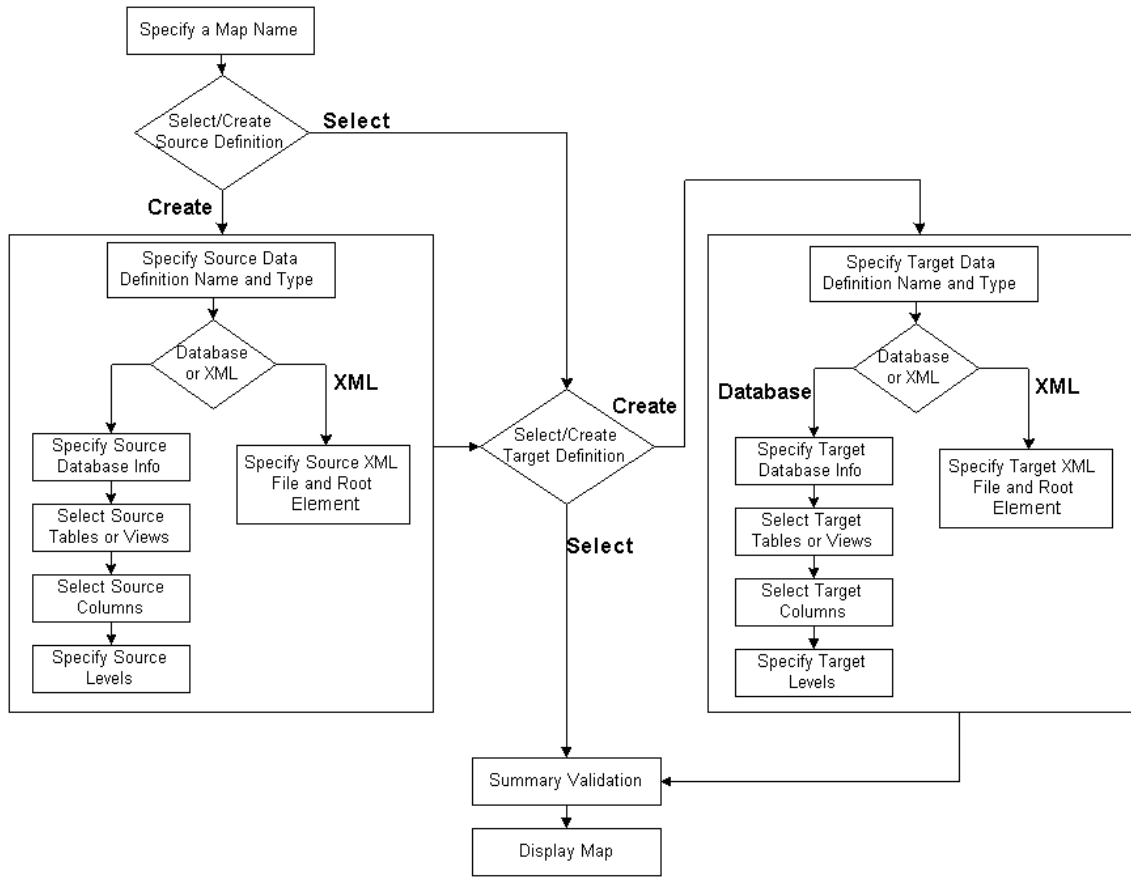 Specify a Map Name
Select/Create
Source Definition
Select
Create
Specify Source Data
Definition Name and Type
Database
or XML
XML
Specify Source
Database Info
Specify Source XML
File and Root
Element
Select Source
Tables or Views
Select Source
Columns
Specify Source
Levels
Select/Create
Target Definition
Create
Select
Specify Target Data
Definition Name and Type
Database
or XML
Database
XML
Specify Target
Database Info
Specify Target XML
File and Root
Element
Select Target
Tables or Views
Select Target
Columns
Specify Target
Levels
Summary Validation
Display Map